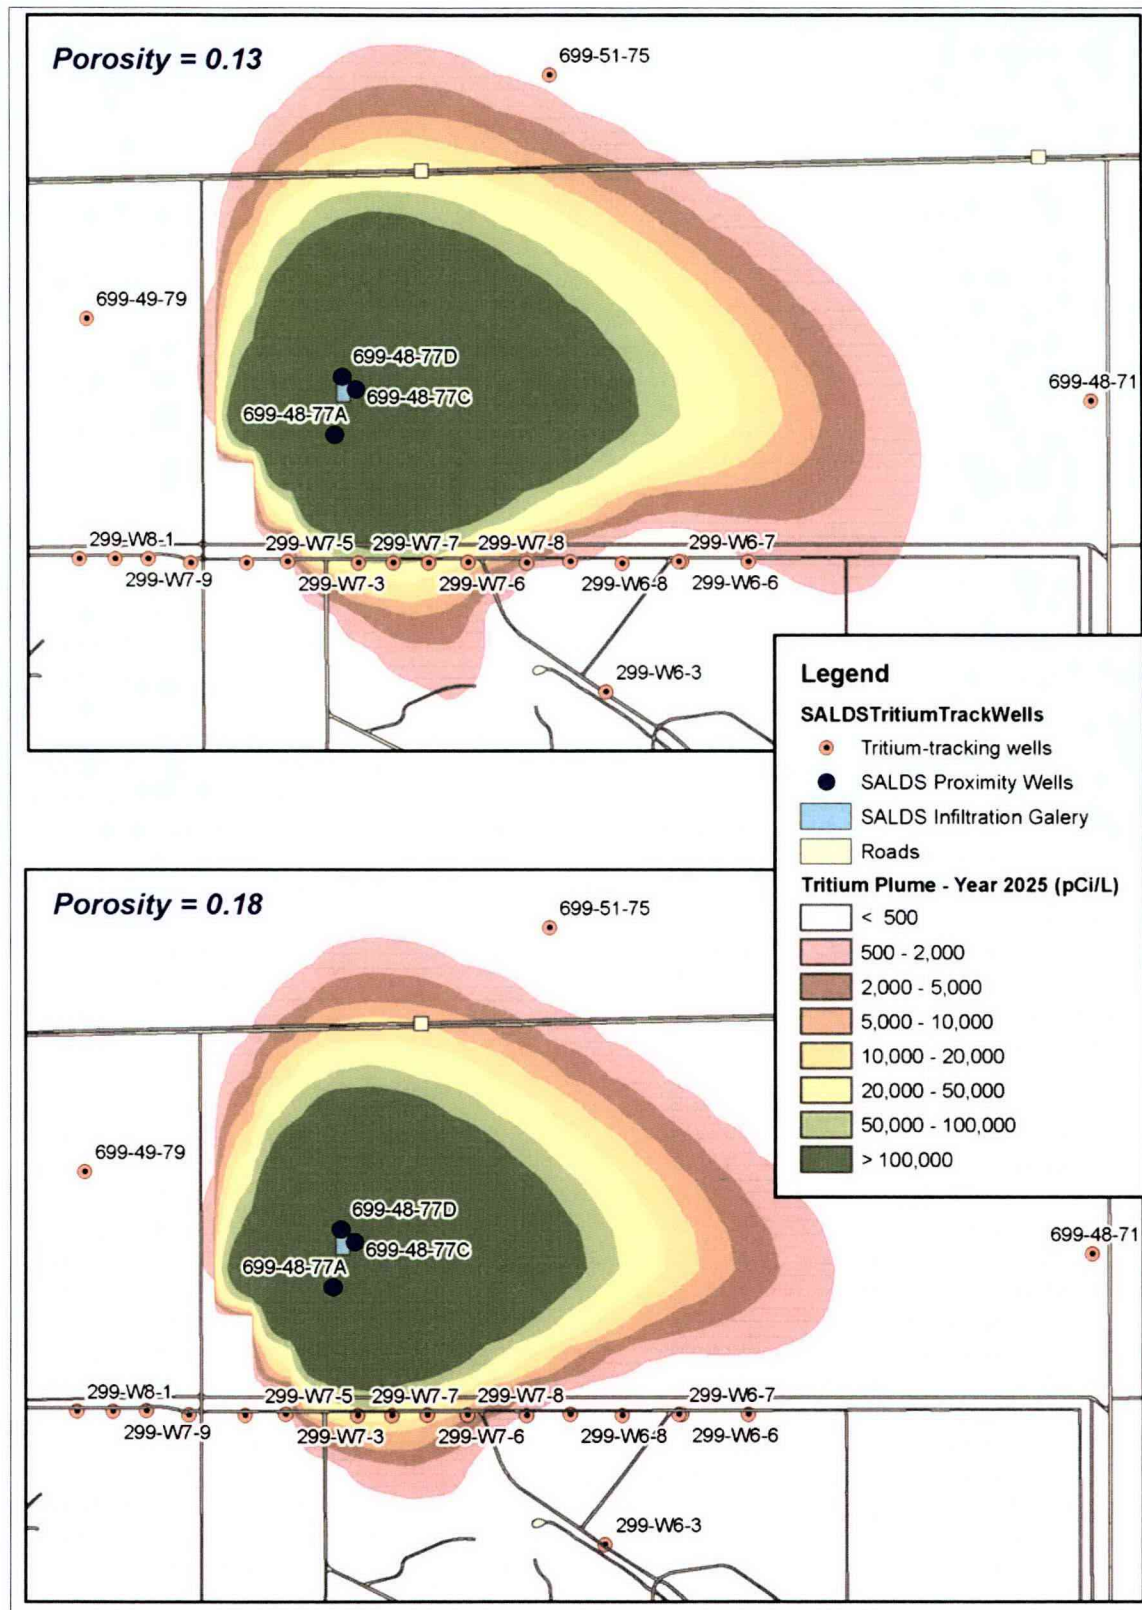 Porosity = 0.13
699-51-75
699-49-79
699-48-77D
699-48-77C
699-48-77A
699-48-71
299-W8-1
299-W7-5
299-W7-7
299-W7-8
299-W6-7
299-W7-9
299-W7-3
299-W7-6
299-W6-8
299-W6-6
299-W6-3
Legend
SALDSTritiumTrackWells
Tritium-tracking wells
SALDS Proximity Wells
SALDS Infiltration Galery
Roads
Tritium Plume - Year 2025 (pCi/L)
< 500
500 - 2,000
2,000 - 5,000
5,000 - 10,000
10,000 - 20,000
20,000 - 50,000
50,000 - 100,000
> 100,000
Porosity = 0.18
699-51-75
699-49-79
699-48-77D
699-48-77C
699-48-77A
699-48-71
299-W8-1
299-W7-5
299-W7-7
299-W7-8
299-W6-7
299-W7-9
299-W7-3
299-W7-6
299-W6-8
299-W6-6
299-W6-3